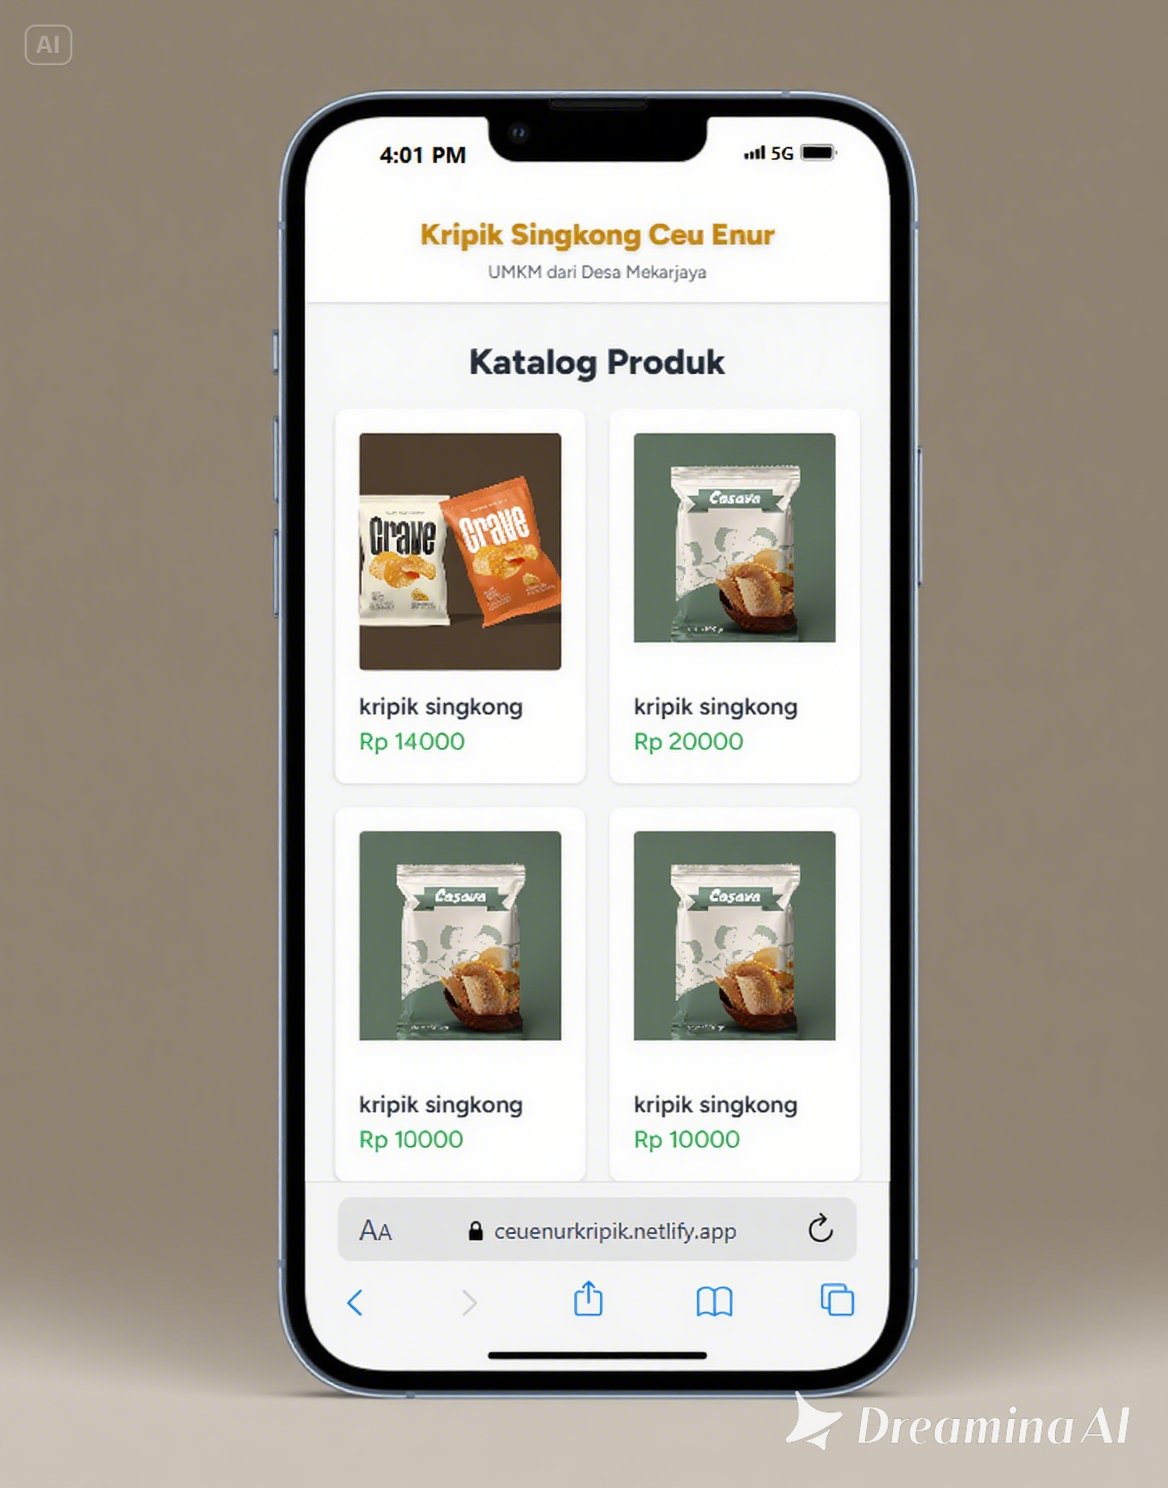 AI
4:01 PM 5G
Kripik Singkong Ceu Enur
UMKM dari Desa Mekarjaya
Katalog Produk
Crave Crave
Casava
kripik singkong kripik singkong
Rp 14000 Rp 20000
Casava Casava
kripik singkong kripik singkong
Rp 10000 Rp 10000
AA ceuenurkripik.netlify.app
Dreamina AI